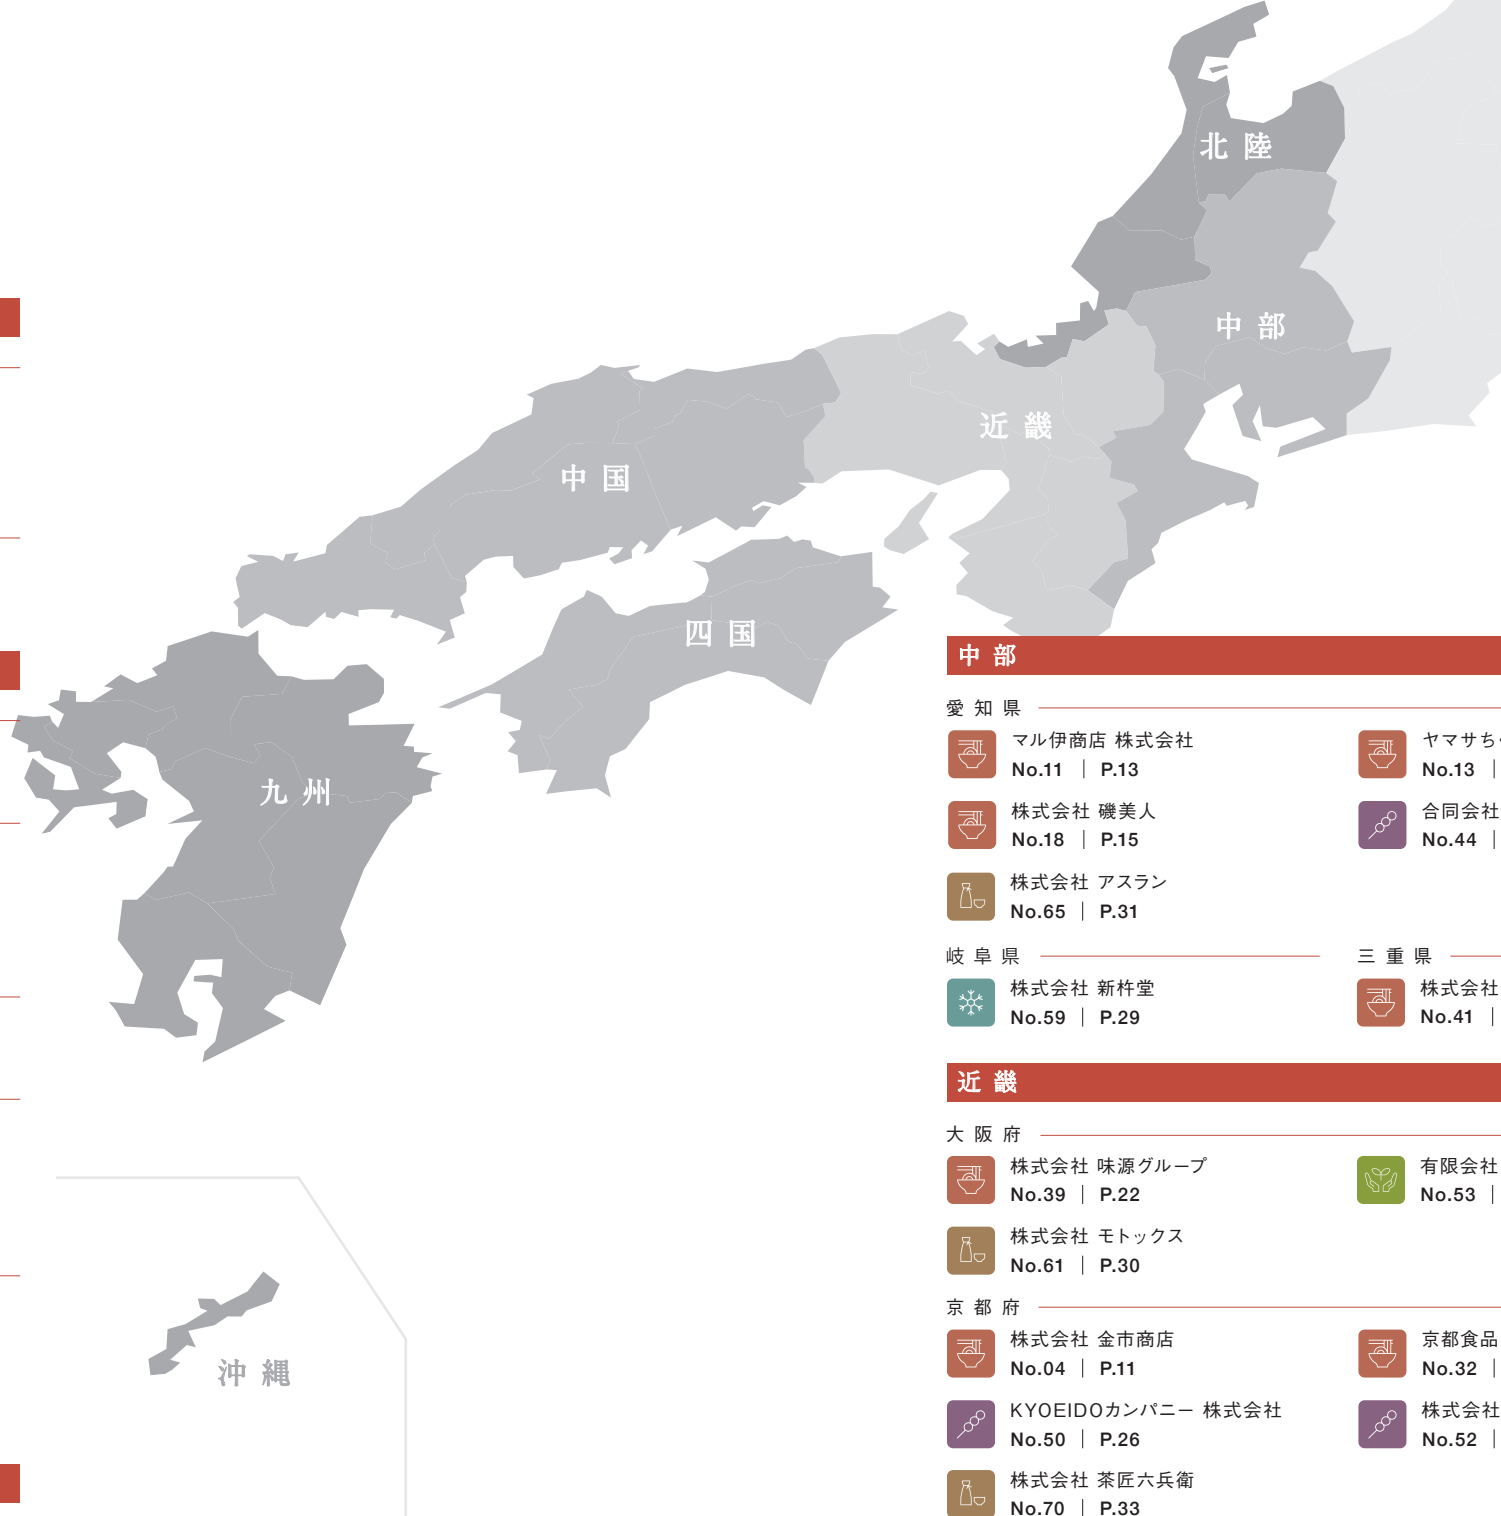 北陸
中部
近畿
中国
四国
九州
沖縄
中部
愛知県
マル伊商店 株式会社
No.11 | P.13
ヤマサち
No.13 |
株式会社 磯美人
No.18 | P.15
合同会社
No.44 |
株式会社 アスラン
No.65 | P.31
岐阜県
株式会社 新杵堂
No.59 | P.29
三重県
株式会社
No.41 |
近畿
大阪府
株式会社 味源グループ
No.39 | P.22
有限会社
No.53 |
株式会社 モトックス
No.61 | P.30
京都府
株式会社 金市商店
No.04 | P.11
京都食品
No.32 |
KYOEIDOカンパニー 株式会社
No.50 | P.26
株式会社
No.52 |
株式会社 茶匠六兵衛
No.70 | P.33